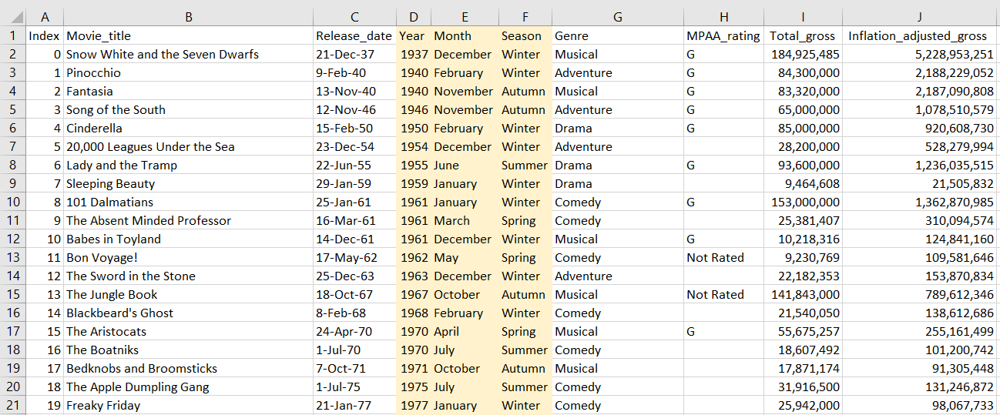 A B C D E F G H I J
1 Index Movie_title Release_date Year Month Season Genre MPAA_rating Total_gross Inflation_adjusted_gross
2 0 Snow White and the Seven Dwarfs 21-Dec-37 1937 December Winter Musical G 184,925,485 5,228,953,251
3 1 Pinocchio 9-Feb-40 1940 February Winter Adventure G 84,300,000 2,188,229,052
4 2 Fantasia 13-Nov-40 1940 November Autumn Musical G 83,320,000 2,187,090,808
5 3 Song of the South 12-Nov-46 1946 November Autumn Adventure G 65,000,000 1,078,510,579
6 4 Cinderella 15-Feb-50 1950 February Winter Drama G 85,000,000 920,608,730
7 5 20,000 Leagues Under the Sea 23-Dec-54 1954 December Winter Adventure 28,200,000 528,279,994
8 6 Lady and the Tramp 22-Jun-55 1955 June Summer Drama G 93,600,000 1,236,035,515
9 7 Sleeping Beauty 29-Jan-59 1959 January Winter Drama 9,464,608 21,505,832
10 8 101 Dalmatians 25-Jan-61 1961 January Winter Comedy G 153,000,000 1,362,870,985
11 9 The Absent Minded Professor 16-Mar-61 1961 March Spring Comedy 25,381,407 310,094,574
12 10 Babes in Toyland 14-Dec-61 1961 December Winter Musical G 10,218,316 124,841,160
13 11 Bon Voyage! 17-May-62 1962 May Spring Comedy Not Rated 9,230,769 109,581,646
14 12 The Sword in the Stone 25-Dec-63 1963 December Winter Adventure 22,182,353 153,870,834
15 13 The Jungle Book 18-Oct-67 1967 October Autumn Musical Not Rated 141,843,000 789,612,346
16 14 Blackbeard's Ghost 8-Feb-68 1968 February Winter Comedy 21,540,050 138,612,686
17 15 The Aristocats 24-Apr-70 1970 April Spring Musical G 55,675,257 255,161,499
18 16 The Boatniks 1-Jul-70 1970 July Summer Comedy 18,607,492 101,200,742
19 17 Bedknobs and Broomsticks 7-Oct-71 1971 October Autumn Musical 17,871,174 91,305,448
20 18 The Apple Dumpling Gang 1-Jul-75 1975 July Summer Comedy 31,916,500 131,246,872
21 19 Freaky Friday 21-Jan-77 1977 January Winter Comedy 25,942,000 98,067,733